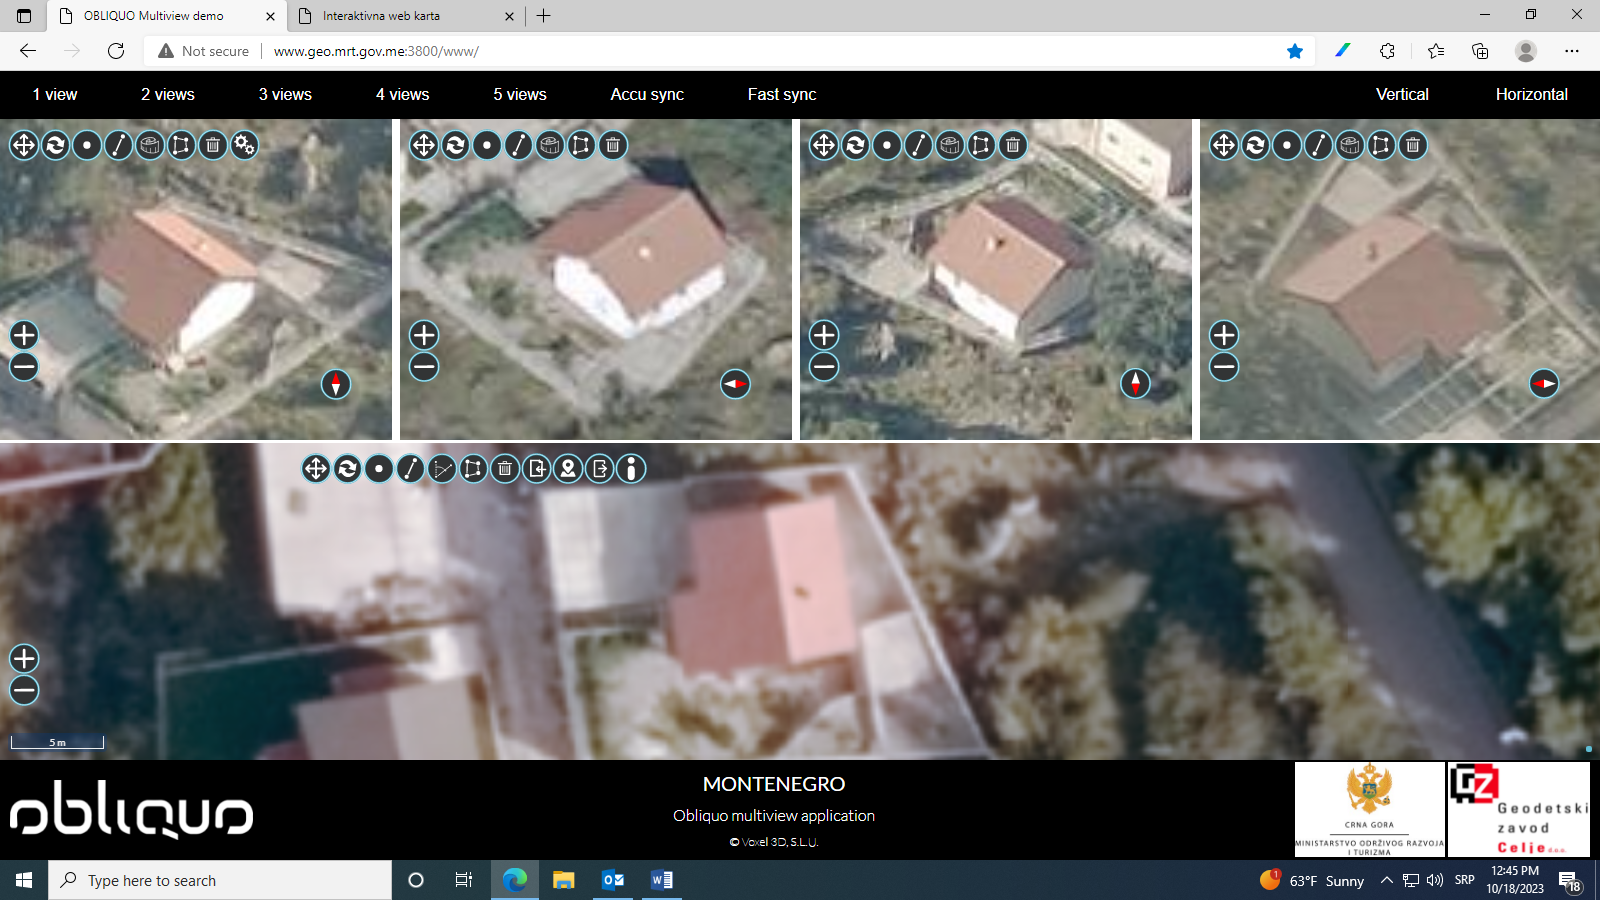 OBLIQUO Multiview demo
Interaktivna web karta
Not secure
www.geo.mrt.gov.me:3800/www/
1 view
2 views
3 views
4 views
5 views
Accu sync
Fast sync
Vertical
Horizontal
5 m
obliquo
MONTENEGRO
Obliquo multiview application
© Voxel 3D, S.L.U.
CRNA GORA
MINISTARSTVO ODRŽIVOG RAZVOJA
I TURIZMA
GZ
Geodetski
zavod
Celje d.o.o.
Type here to search
1
63°F Sunny
SRP
12:45 PM
10/18/2023
18